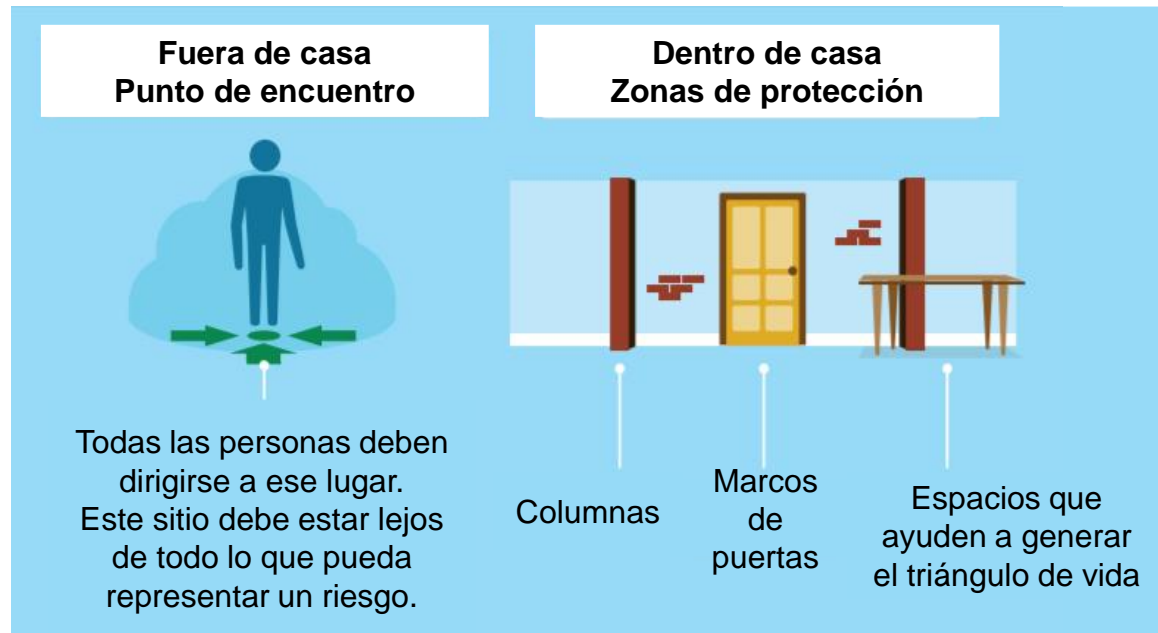 Fuera de casa
Punto de encuentro
Todas las personas deben
dirigirse a ese lugar.
Este sitio debe estar lejos
de todo lo que pueda
representar un riesgo.
Dentro de casa
Zonas de protección
Columnas
Marcos
de
puertas
Espacios que
ayuden a generar
el triángulo de vida